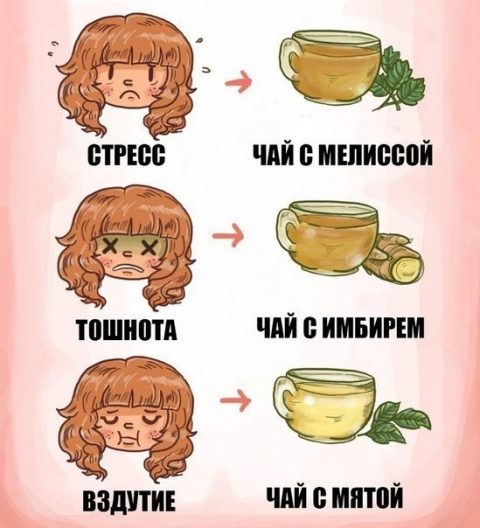 СТРЕСС
ЧАЙ С МЕЛИССОЙ
ТОШНОТА
ЧАЙ С ИМБИРЕМ
ВЗДУТИЕ
ЧАЙ С МЯТОЙ